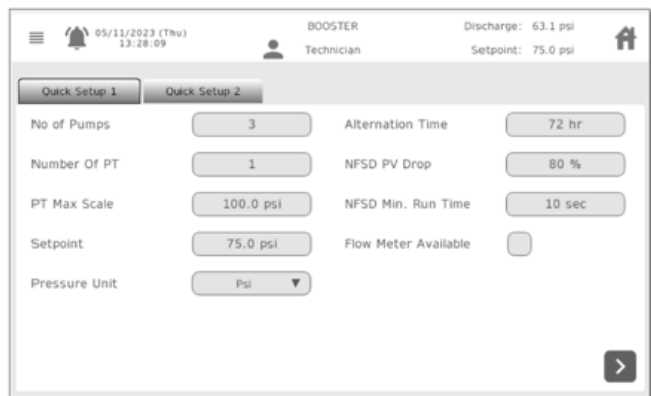 05/11/2023 (Thu)
13:28:09
BOOSTER
Technician
Discharge: 63.1 psi
Setpoint: 75.0 psi
Quick Setup 1
Quick Setup 2
No of Pumps 3
Alternation Time 72 hr
Number Of PT 1
NFSD PV Drop 80 %
PT Max Scale 100.0 psi
NFSD Min. Run Time 10 sec
Setpoint 75.0 psi
Flow Meter Available
Pressure Unit Psi